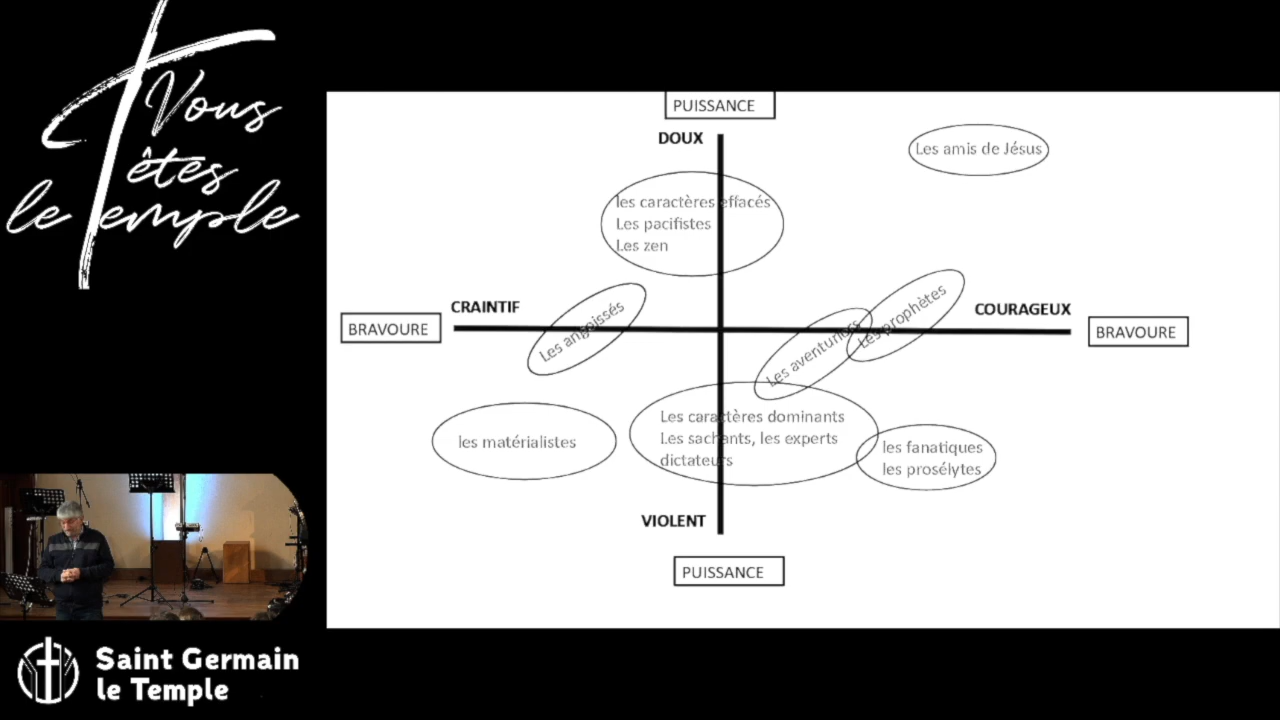 Vous
êtes
le Temple
PUISSANCE
DOUX
Les amis de Jésus
les caractères effacés
Les pacifistes
Les zen
CRAINTIF
COURAGEUX
BRAVOURE
BRAVOURE
Les angoissés
Les aventuriers
Les prophètes
Les caractères dominants
Les sachants, les experts
dictateurs
les matérialistes
les fanatiques
les prosélytes
VIOLENT
PUISSANCE
Saint Germain
le Temple